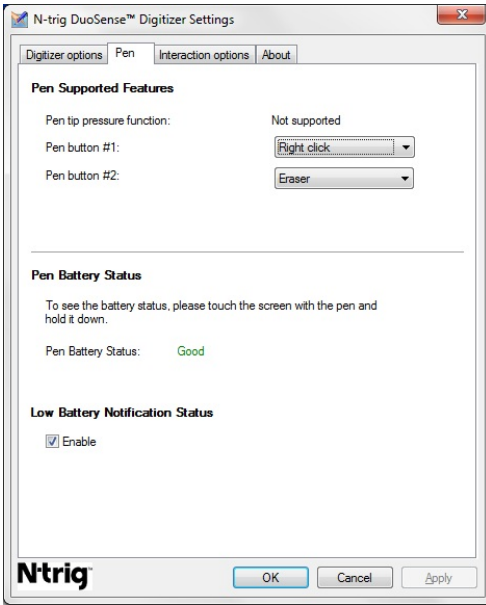 N-trig DuoSense™ Digitizer Settings
Digitizer options Pen Interaction options About
Pen Supported Features
Pen tip pressure function: Not supported
Pen button #1: Right click
Pen button #2: Eraser
Pen Battery Status
To see the battery status, please touch the screen with the pen and
hold it down.
Pen Battery Status: Good
Low Battery Notification Status
Enable
N-trig™ OK Cancel Apply